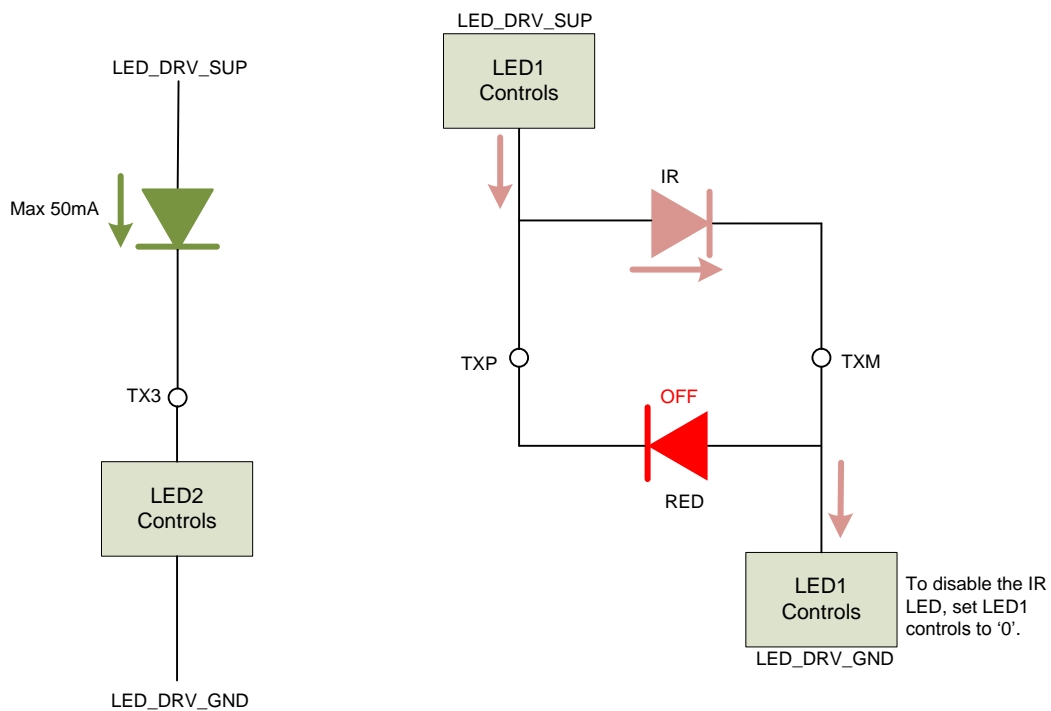 LED_DRV_SUP
Max 50mA
TX3
LED2
Controls
LED_DRV_GND
LED_DRV_SUP
LED1
Controls
IR
TXP
TXM
OFF
RED
LED1
Controls
LED_DRV_GND
To disable the IR
LED, set LED1
controls to ‘0’.